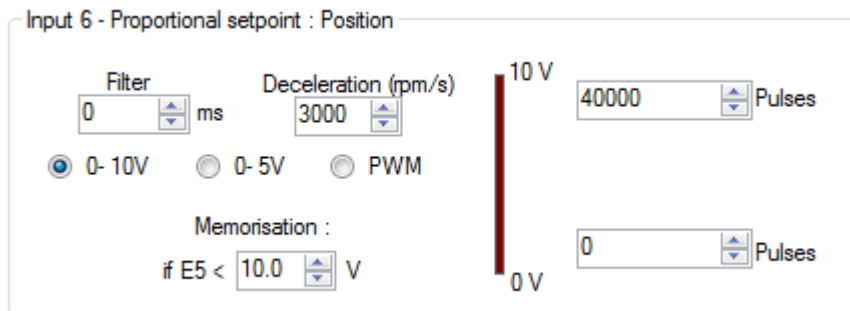 Input 6 - Proportional setpoint : Position
Filter
Deceleration (rpm/s)
10 V
0 ms
3000
40000 Pulses
0- 10V
0- 5V
PWM
Memorisation :
if E5 < 10.0 V
0 Pulses
0 V